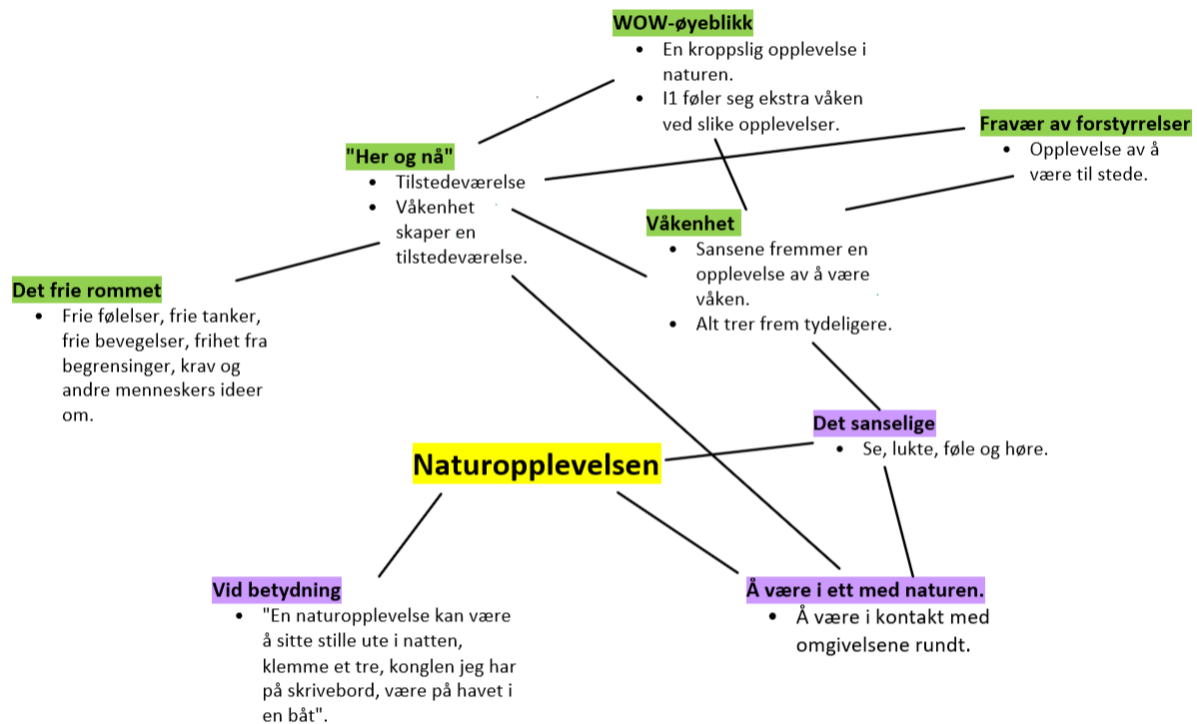 WOW-øyeblikk
• En kroppslig opplevelse i
naturen.
• I1 føler seg ekstra våken
ved slike opplevelser.
Fravær av forstyrrelser
• Opplevelse av å
være til stede.
"Her og nå"
• Tilstedeværelse
• Våkenhet
skaper en
tilstedeværelse.
Våkenhet
• Sansene fremmer en
opplevelse av å være
våken.
• Alt trer frem tydeligere.
Det frie rommet
• Frie følelser, frie tanker,
frie bevegelser, frihet fra
begrensinger, krav og
andre menneskers ideer
om.
Det sanselige
• Se, lukte, føle og høre.
Naturopplevelsen
Vid betydning
• "En naturopplevelse kan være
å sitte stille ute i natten,
klemme et tre, konglen jeg har
på skrivebord, være på havet i
en båt".
Å være i ett med naturen.
• Å være i kontakt med
omgivelsene rundt.